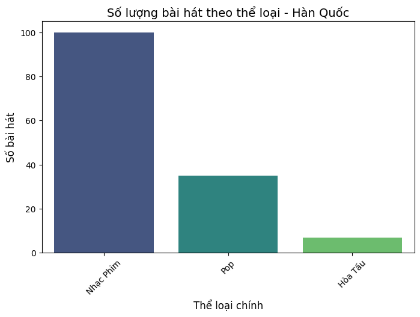 Số lượng bài hát theo thể loại - Hàn Quốc
100
80
60
40
20
0
Số bài hát
Nhạc Phim
Pop
Hòa Tấu
Thể loại chính